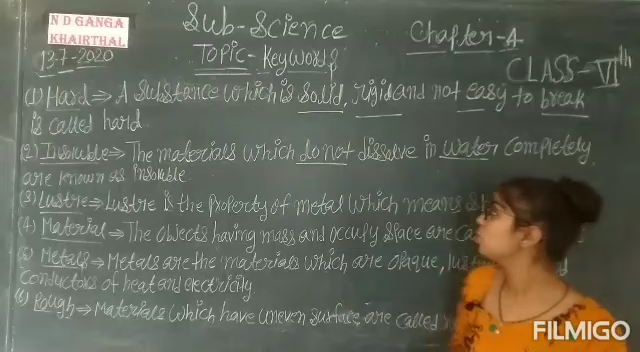 N D GANGA
KHAIRTHAL
13-7-2020
Sub-Science
Chapter-4
TOPIC-Keywords
CLASS-VIth
(1) Hard⇒ A substance which is solid, rigid and not easy to break
is called hard.
(2) Insoluble⇒ The materials which do not dissolve in water completely
are known as insoluble.
(3) Lustre⇒ Lustre is the property of metal which means
(4) Material⇒ The objects having mass and occupy space are
(5) Metals⇒ Metals are the materials which are opaque,
conductors of heat and electricity.
(6) Rough⇒ Materials which have uneven surface are called
FILMIGO